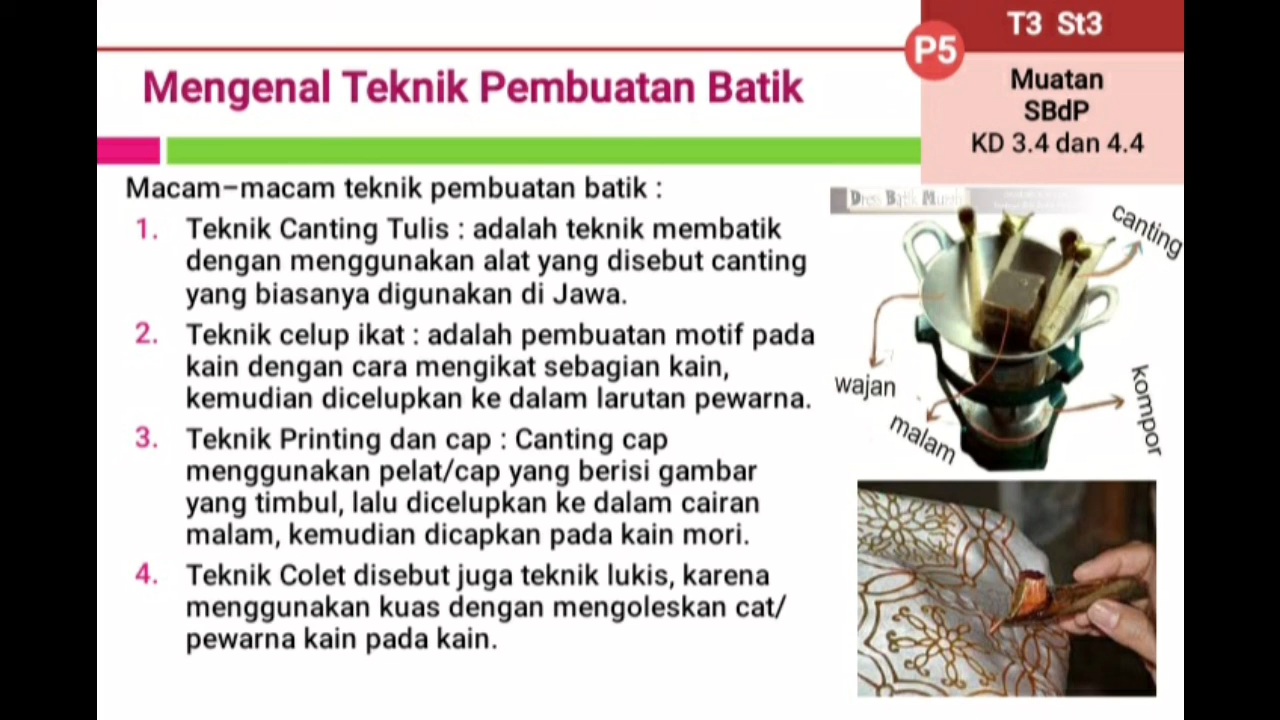 T3 St3
P5
Muatan
SBdP
KD 3.4 dan 4.4
Mengenal Teknik Pembuatan Batik
Macam-macam teknik pembuatan batik :
1. Teknik Canting Tulis : adalah teknik membatik
dengan menggunakan alat yang disebut canting
yang biasanya digunakan di Jawa.
2. Teknik celup ikat : adalah pembuatan motif pada
kain dengan cara mengikat sebagian kain,
kemudian dicelupkan ke dalam larutan pewarna.
3. Teknik Printing dan cap : Canting cap
menggunakan pelat/cap yang berisi gambar
yang timbul, lalu dicelupkan ke dalam cairan
malam, kemudian dicapkan pada kain mori.
4. Teknik Colet disebut juga teknik lukis, karena
menggunakan kuas dengan mengoleskan cat/
pewarna kain pada kain.
Dress Batik Murah
canting
wajan
malam
kompor